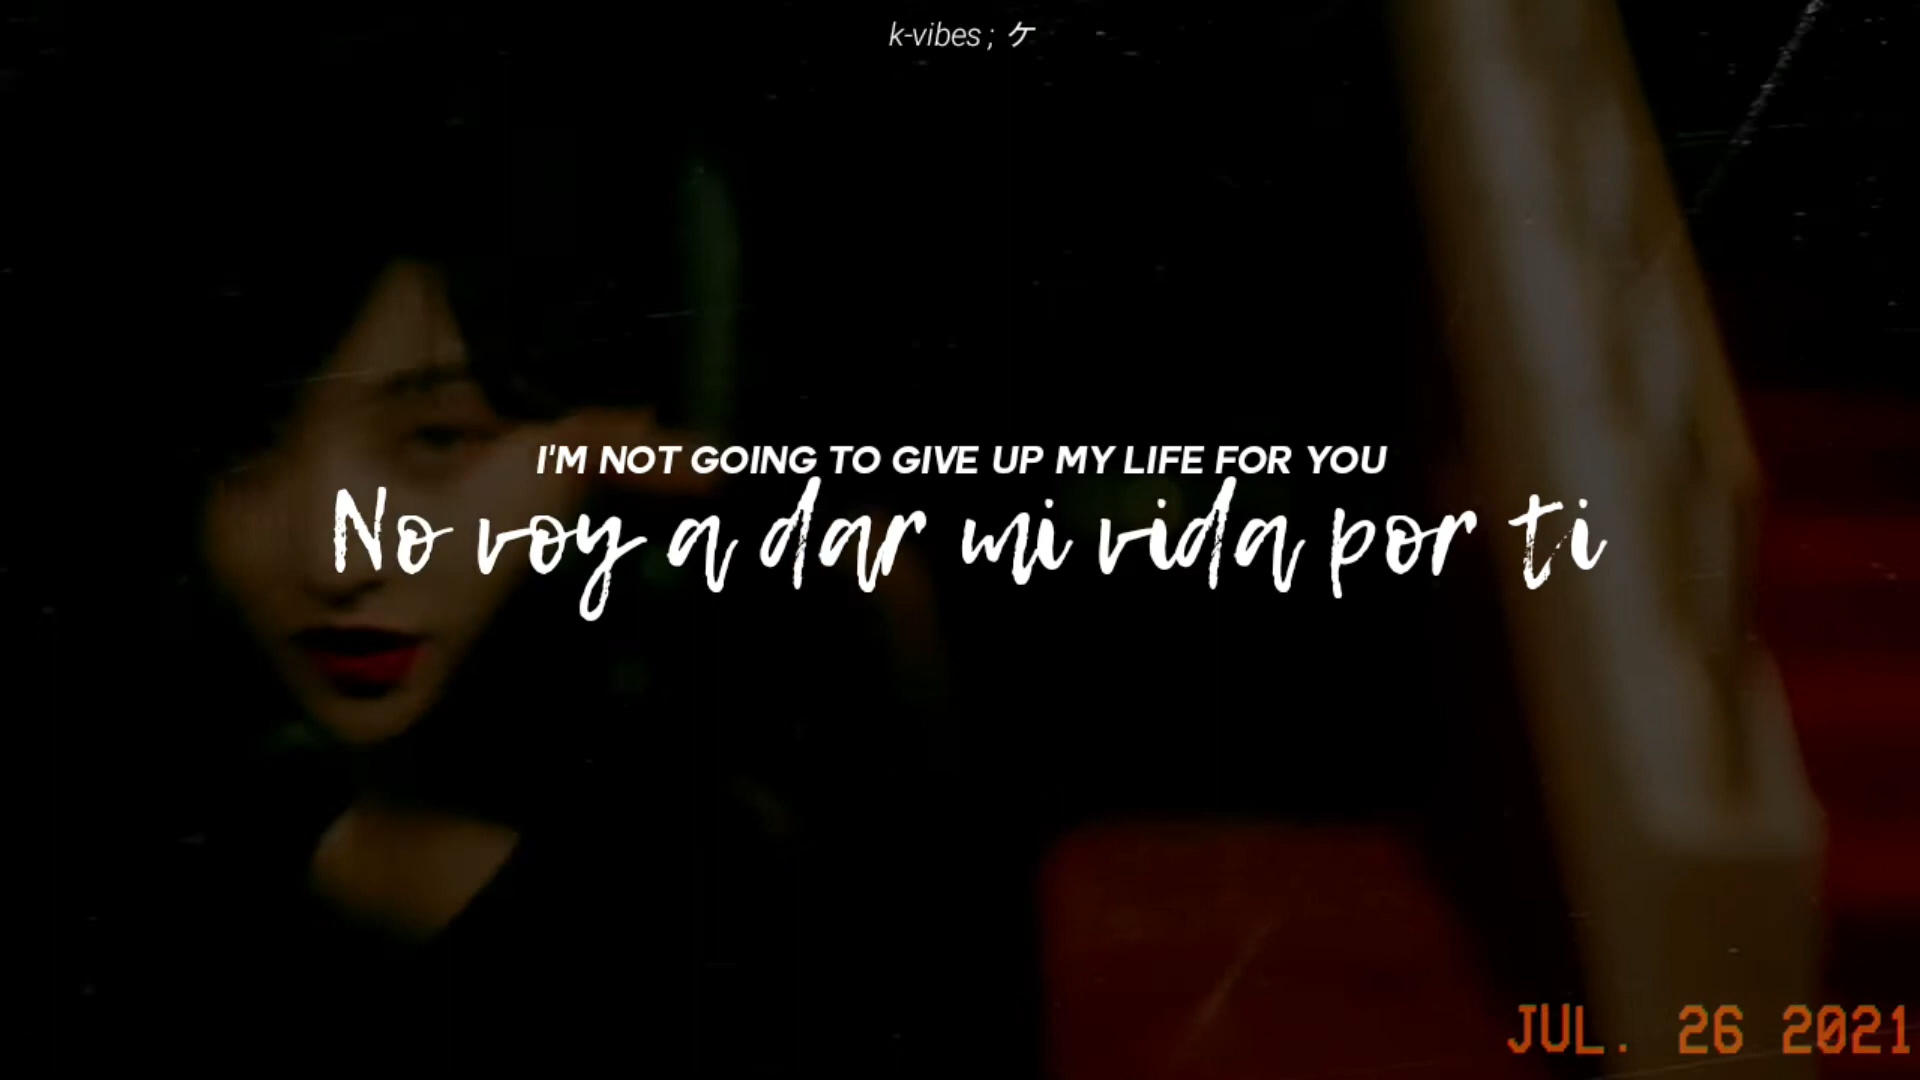 k-vibes ; ケ
I'M NOT GOING TO GIVE UP MY LIFE FOR YOU
No voy a dar mi vida por ti
JUL. 26 2021